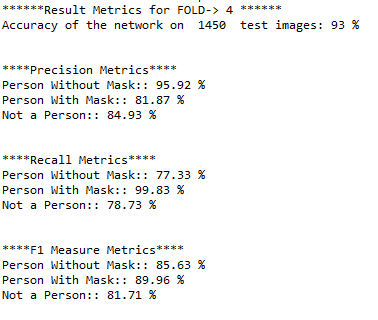 ******Result Metrics for FOLD-> 4 ******
Accuracy of the network on  1450  test images: 93 %
****Precision Metrics****
Person Without Mask:: 95.92 %
Person With Mask:: 81.87 %
Not a Person:: 84.93 %
****Recall Metrics****
Person Without Mask:: 77.33 %
Person With Mask:: 99.83 %
Not a Person:: 78.73 %
****F1 Measure Metrics****
Person Without Mask:: 85.63 %
Person With Mask:: 89.96 %
Not a Person:: 81.71 %